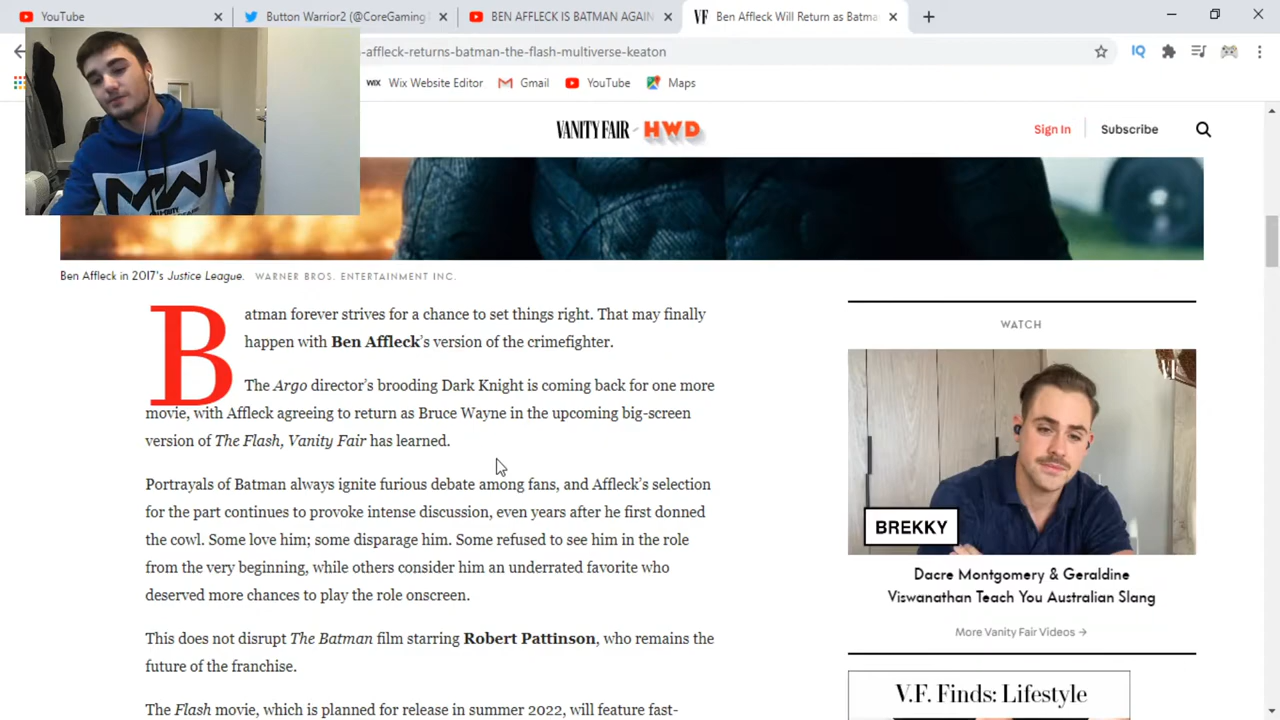 YouTube
Button Warrior2 (@CoreGaming
BEN AFFLECK IS BATMAN AGAIN
VF Ben Affleck Will Return as Batma
-affleck-returns-batman-the-flash-multiverse-keaton
IQ
WIX Wix Website Editor
Gmail
YouTube
Maps
VANITY FAIR HWD
Sign In
Subscribe
MW
Ben Affleck in 2017's Justice League. WARNER BROS. ENTERTAINMENT INC.
Batman forever strives for a chance to set things right. That may finally
happen with Ben Affleck's version of the crimefighter.
The Argo director's brooding Dark Knight is coming back for one more
movie, with Affleck agreeing to return as Bruce Wayne in the upcoming big-screen
version of The Flash, Vanity Fair has learned.
Portrayals of Batman always ignite furious debate among fans, and Affleck's selection
for the part continues to provoke intense discussion, even years after he first donned
the cowl. Some love him; some disparage him. Some refused to see him in the role
from the very beginning, while others consider him an underrated favorite who
deserved more chances to play the role onscreen.
This does not disrupt The Batman film starring Robert Pattinson, who remains the
future of the franchise.
The Flash movie, which is planned for release in summer 2022, will feature fast-
WATCH
BREKKY
Dacre Montgomery & Geraldine
Viswanathan Teach You Australian Slang
More Vanity Fair Videos →
V.F. Finds: Lifestyle